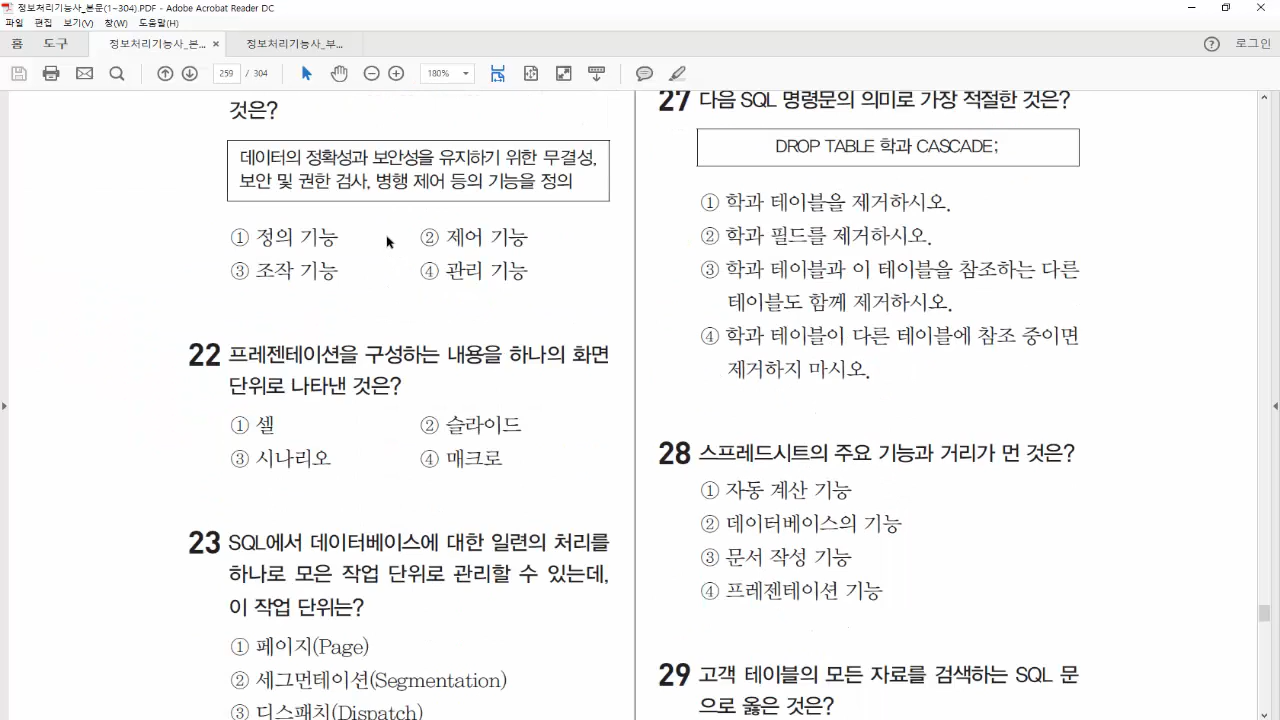 정보처리기능사_본문(1~304).PDF - Adobe Acrobat Reader DC
파일 편집 보기(V) 창(W) 도움말(H)
홈 도구 정보처리기능사_본... × 정보처리기능사_부... 로그인
259 / 304 180%
것은?
데이터의 정확성과 보안성을 유지하기 위한 무결성,
보안 및 권한 검사, 병행 제어 등의 기능을 정의
① 정의 기능 ② 제어 기능
③ 조작 기능 ④ 관리 기능
22 프레젠테이션을 구성하는 내용을 하나의 화면
단위로 나타낸 것은?
① 셀 ② 슬라이드
③ 시나리오 ④ 매크로
23 SQL에서 데이터베이스에 대한 일련의 처리를
하나로 모은 작업 단위로 관리할 수 있는데,
이 작업 단위는?
① 페이지(Page)
② 세그먼테이션(Segmentation)
③ 디스패치(Dispatch)
27 다음 SQL 명령문의 의미로 가장 적절한 것은?
DROP TABLE 학과 CASCADE;
① 학과 테이블을 제거하시오.
② 학과 필드를 제거하시오.
③ 학과 테이블과 이 테이블을 참조하는 다른
테이블도 함께 제거하시오.
④ 학과 테이블이 다른 테이블에 참조 중이면
제거하지 마시오.
28 스프레드시트의 주요 기능과 거리가 먼 것은?
① 자동 계산 기능
② 데이터베이스의 기능
③ 문서 작성 기능
④ 프레젠테이션 기능
29 고객 테이블의 모든 자료를 검색하는 SQL 문
으로 옳은 것은?